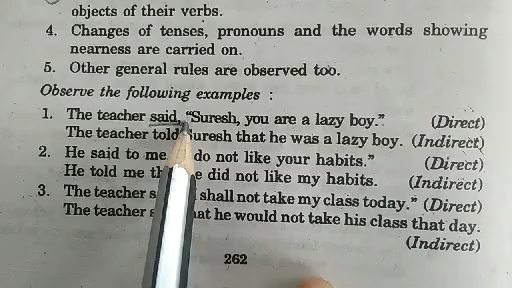 objects of their verbs.
4. Changes of tenses, pronouns and the words showing
nearness are carried on.
5. Other general rules are observed too.
Observe the following examples :
1. The teacher said, “Suresh, you are a lazy boy.” (Direct)
The teacher told Suresh that he was a lazy boy. (Indirect)
2. He said to me do not like your habits.” (Direct)
He told me did not like my habits. (Indirect)
3. The teacher shall not take my class today.” (Direct)
The teacher he would not take his class that day.
(Indirect)
262